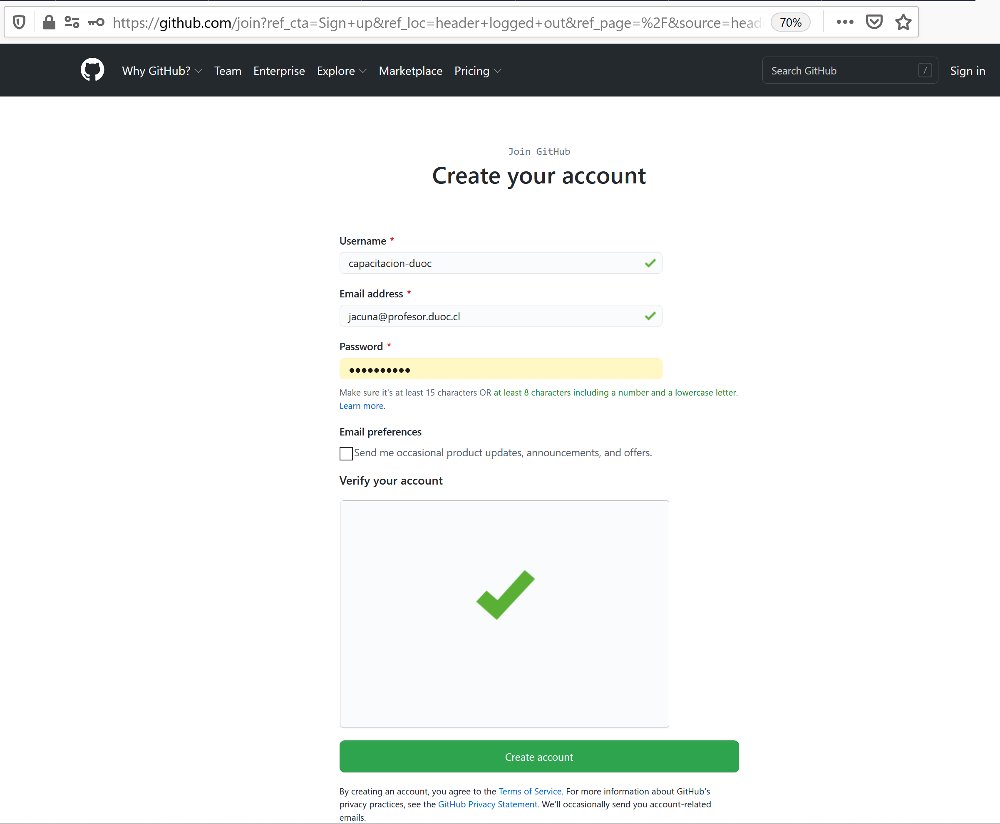 https://github.com/join?ref_cta=Sign+up&ref_loc=header+logged+out&ref_page=%2F&source=head
70%
Why GitHub? Team Enterprise Explore Marketplace Pricing Search GitHub / Sign in
Join GitHub
Create your account
Username *
capacitacion-duoc
Email address *
jacuna@profesor.duoc.cl
Password *
••••••••••
Make sure it's at least 15 characters OR at least 8 characters including a number and a lowercase letter.
Learn more.
Email preferences
Send me occasional product updates, announcements, and offers.
Verify your account
Create account
By creating an account, you agree to the Terms of Service. For more information about GitHub's
privacy practices, see the GitHub Privacy Statement. We'll occasionally send you account-related
emails.